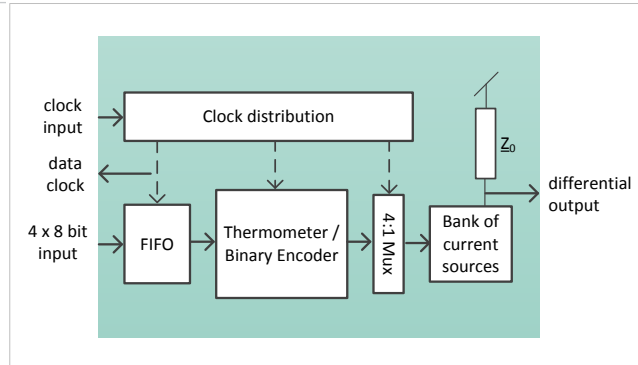 clock
input
Clock distribution
Z0
data
clock
differential
output
4 x 8 bit
input
FIFO
Thermometer /
Binary Encoder
4:1 Mux
Bank of
current
sources